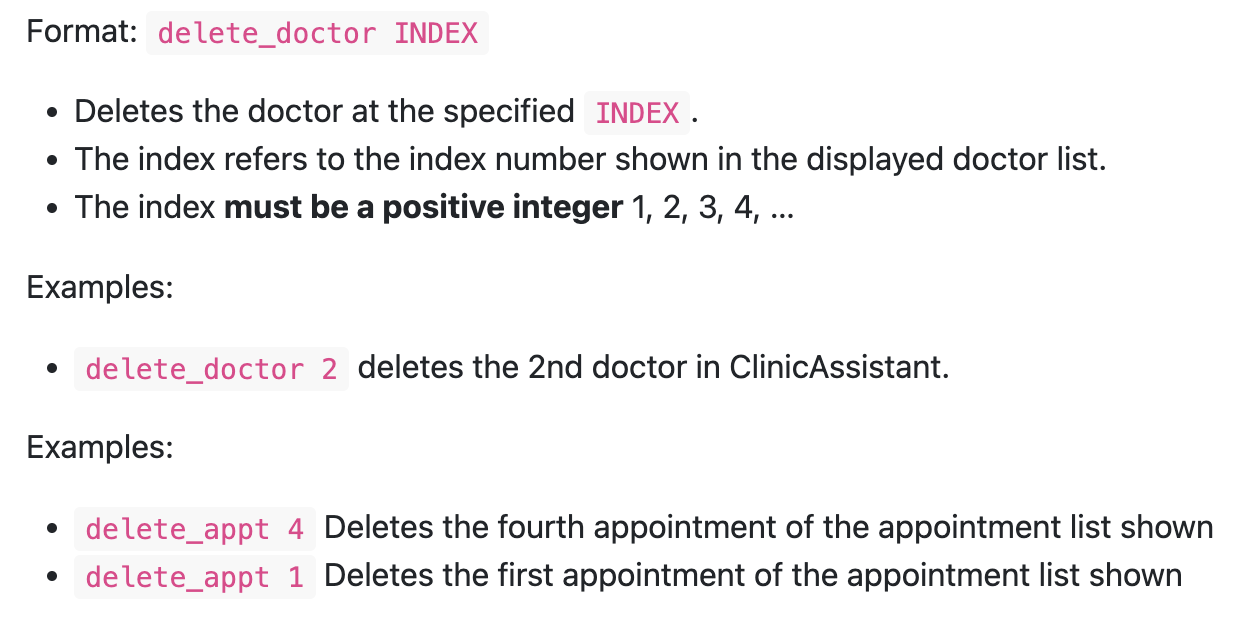 Format: delete_doctor INDEX
• Deletes the doctor at the specified INDEX.
• The index refers to the index number shown in the displayed doctor list.
• The index must be a positive integer 1, 2, 3, 4, ...
Examples:
• delete_doctor 2 deletes the 2nd doctor in ClinicAssistant.
Examples:
• delete_appt 4 Deletes the fourth appointment of the appointment list shown
• delete_appt 1 Deletes the first appointment of the appointment list shown